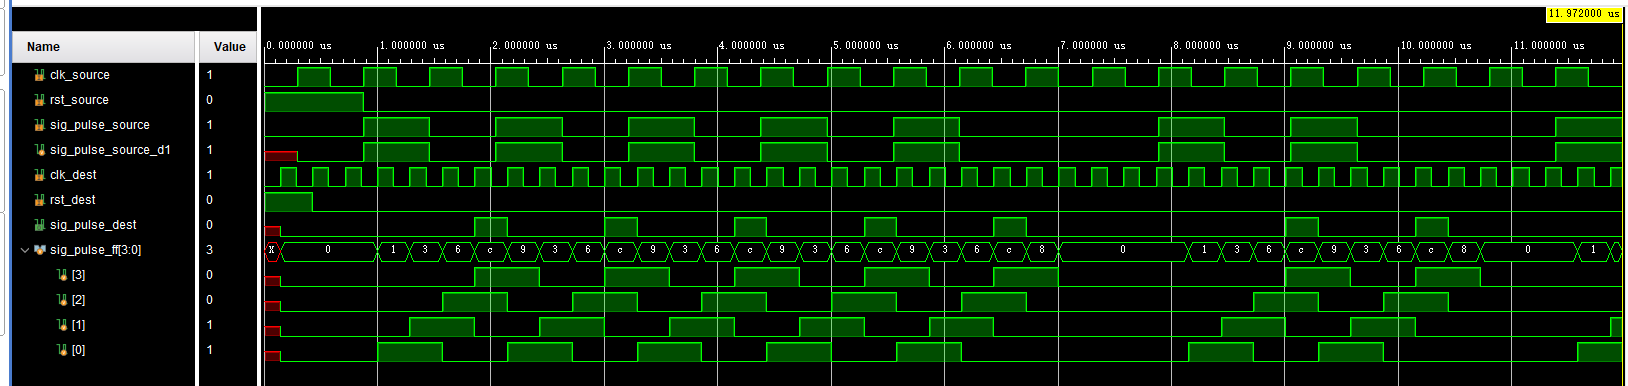 11.972000 us
Name Value 0.000000 us 1.000000 us 2.000000 us 3.000000 us 4.000000 us 5.000000 us 6.000000 us 7.000000 us 8.000000 us 9.000000 us 10.000000 us 11.000000 us
clk_source 1
rst_source 0
sig_pulse_source 1
sig_pulse_source_d1 1
clk_dest 1
rst_dest 0
sig_pulse_dest 0
sig_pulse_ff[3:0] 3 X 0 1 3 6 c 9 3 6 c 9 3 6 c 9 3 6 c 9 3 6 c 8 0 1 3 6 c 9 3 6 c 8 0 1
[3] 0
[2] 0
[1] 1
[0] 1